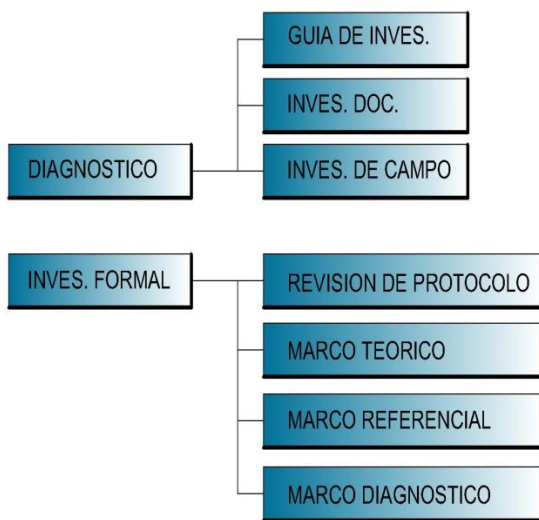 GUIA DE INVES.
INVES. DOC.
DIAGNOSTICO
INVES. DE CAMPO
INVES. FORMAL
REVISION DE PROTOCOLO
MARCO TEORICO
MARCO REFERENCIAL
MARCO DIAGNOSTICO